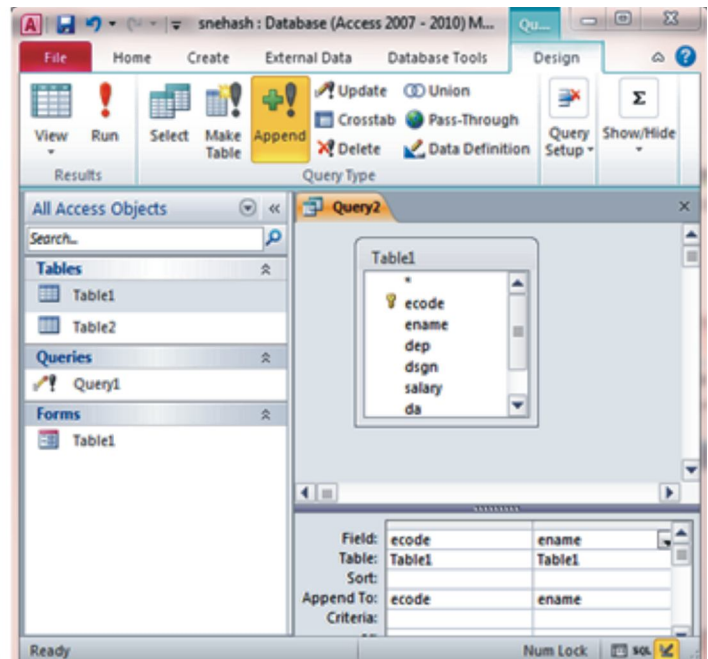 A snehash : Database (Access 2007 - 2010) M... Qu...
File Home Create External Data Database Tools Design
View Run Select Make Table Append Update Union
Crosstab Pass-Through
Delete Data Definition
Query Setup Show/Hide
Results Query Type
All Access Objects
Search...
Tables
Table1
Table2
Queries
Query1
Forms
Table1
Query2
Table1
*
ecode
ename
dep
dsgn
salary
da
Field: ecode ename
Table: Table1 Table1
Sort:
Append To: ecode ename
Criteria:
Ready Num Lock SQL